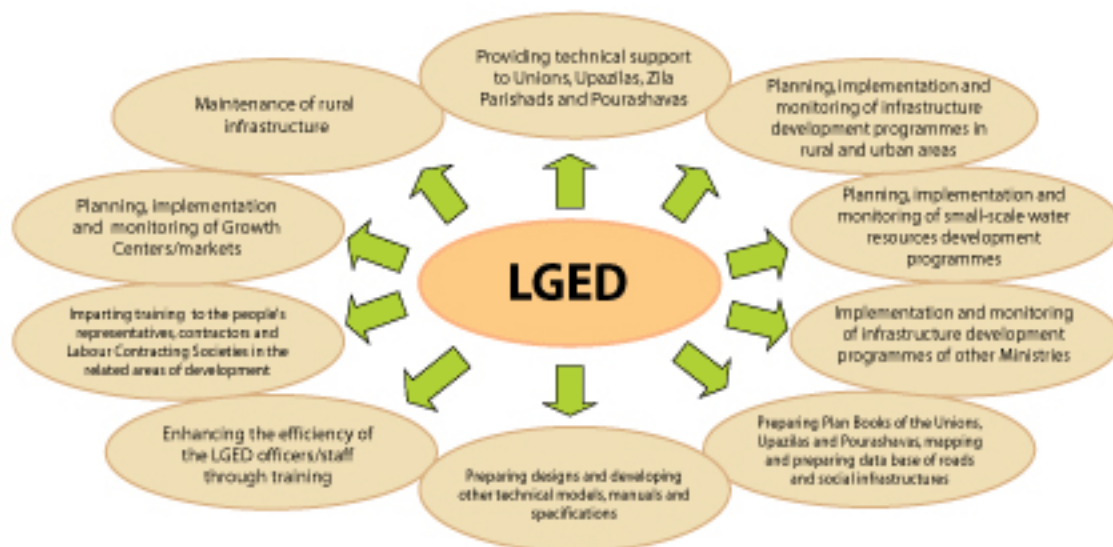 Providing technical support
to Unions, Upazilas, Zila
Parishads and Pourashavas
Maintenance of rural
infrastructure
Planning, implementation and
monitoring of infrastructure
development programmes in
rural and urban areas
Planning, implementation
and monitoring of Growth
Centers/markets
Planning, implementation and
monitoring of small-scale water
resources development
programmes
LGED
Imparting training to the people's
representatives, contractors and
Labour Contracting Societies in the
related areas of development
Implementation and monitoring
of infrastructure development
programmes of other Ministries
Enhancing the efficiency of
the LGED officers/staff
through training
Preparing designs and developing
other technical models, manuals and
specifications
Preparing Plan Books of the Unions,
Upazilas and Pourashavas, mapping
and preparing data base of roads
and social infrastructures